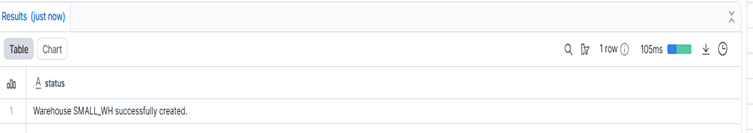 Results (just now)
Table Chart 1 row 105ms
A status
1 Warehouse SMALL_WH successfully created.